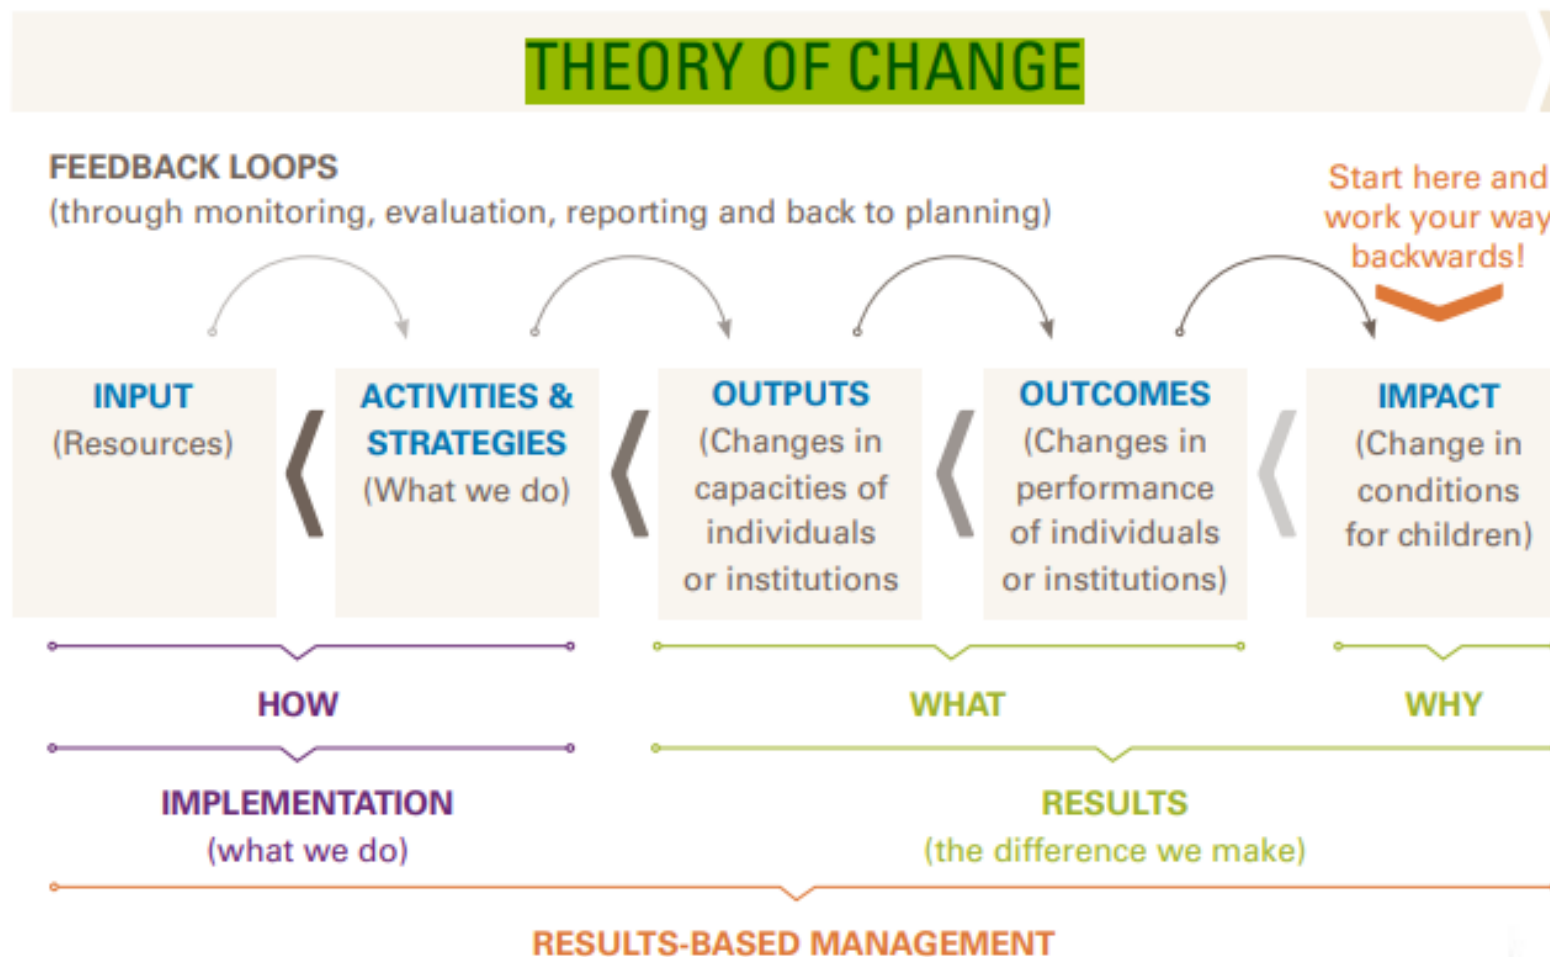 THEORY OF CHANGE
FEEDBACK LOOPS
(through monitoring, evaluation, reporting and back to planning)
Start here and
work your way
backwards!
INPUT
(Resources)
ACTIVITIES &
STRATEGIES
(What we do)
OUTPUTS
(Changes in
capacities of
individuals
or institutions
OUTCOMES
(Changes in
performance
of individuals
or institutions)
IMPACT
(Change in
conditions
for children)
HOW
WHAT
WHY
IMPLEMENTATION
(what we do)
RESULTS
(the difference we make)
RESULTS-BASED MANAGEMENT